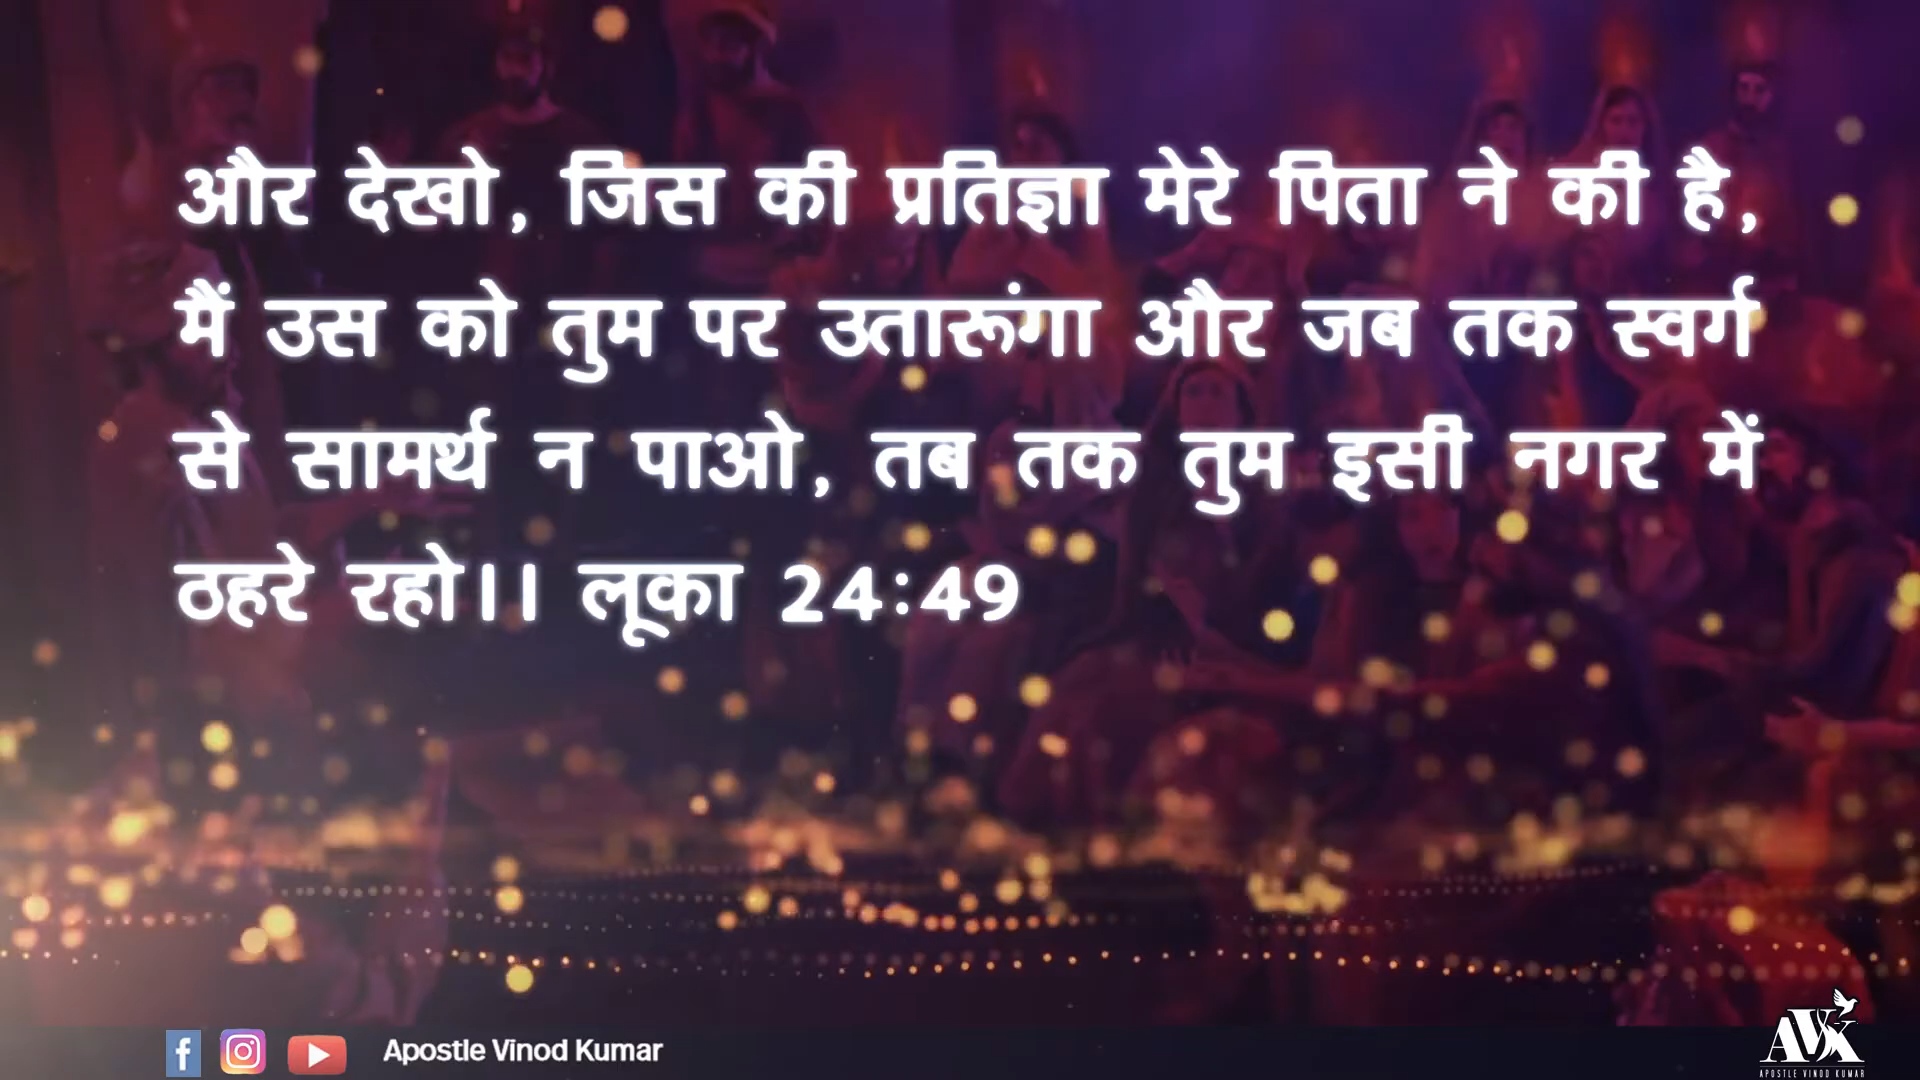 और देखो, जिस की प्रतिज्ञा मेरे पिता ने की है,
मैं उस को तुम पर उतारूंगा और जब तक स्वर्ग
से सामर्थ न पाओ, तब तक तुम इसी नगर में
ठहरे रहो।। लूका 24:49
Apostle Vinod Kumar
AVK
APOSTLE VINOD KUMAR